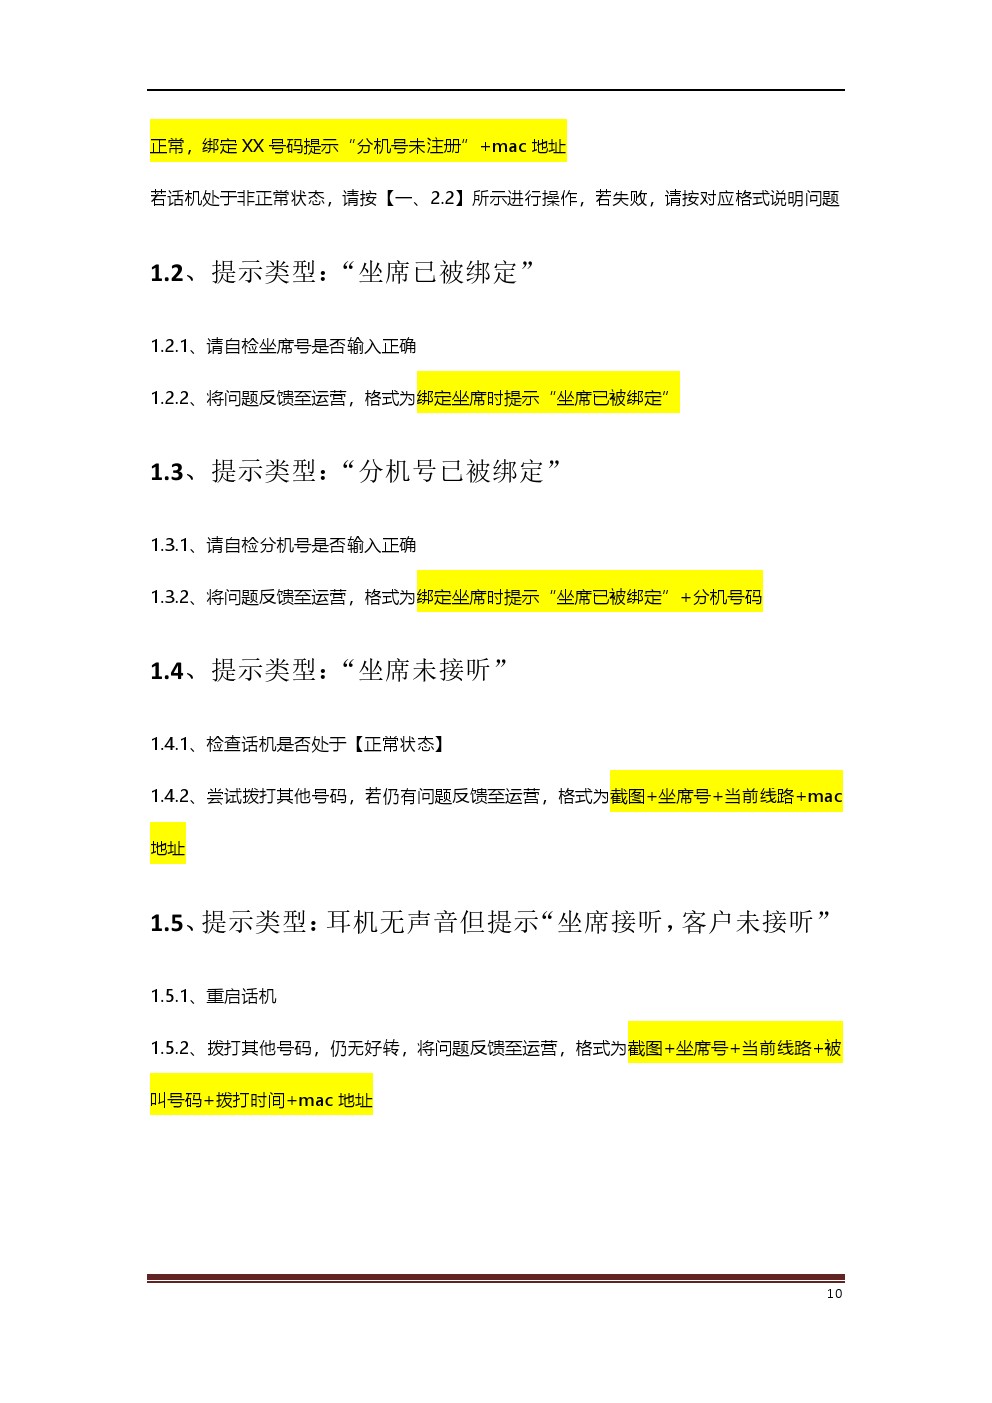 正常，绑定 XX 号码提示“分机号未注册”+mac 地址
若话机处于非正常状态，请按【一、2.2】所示进行操作，若失败，请按对应格式说明问题
1.2、提示类型：“坐席已被绑定”
1.2.1、请自检坐席号是否输入正确
1.2.2、将问题反馈至运营，格式为绑定坐席时提示“坐席已被绑定”
1.3、提示类型：“分机号已被绑定”
1.3.1、请自检分机号是否输入正确
1.3.2、将问题反馈至运营，格式为绑定坐席时提示“坐席已被绑定”+分机号码
1.4、提示类型：“坐席未接听”
1.4.1、检查话机是否处于【正常状态】
1.4.2、尝试拨打其他号码，若仍有问题反馈至运营，格式为截图+坐席号+当前线路+mac
地址
1.5、提示类型：耳机无声音但提示“坐席接听，客户未接听”
1.5.1、重启话机
1.5.2、拨打其他号码，仍无好转，将问题反馈至运营，格式为截图+坐席号+当前线路+被
叫号码+拨打时间+mac 地址
10